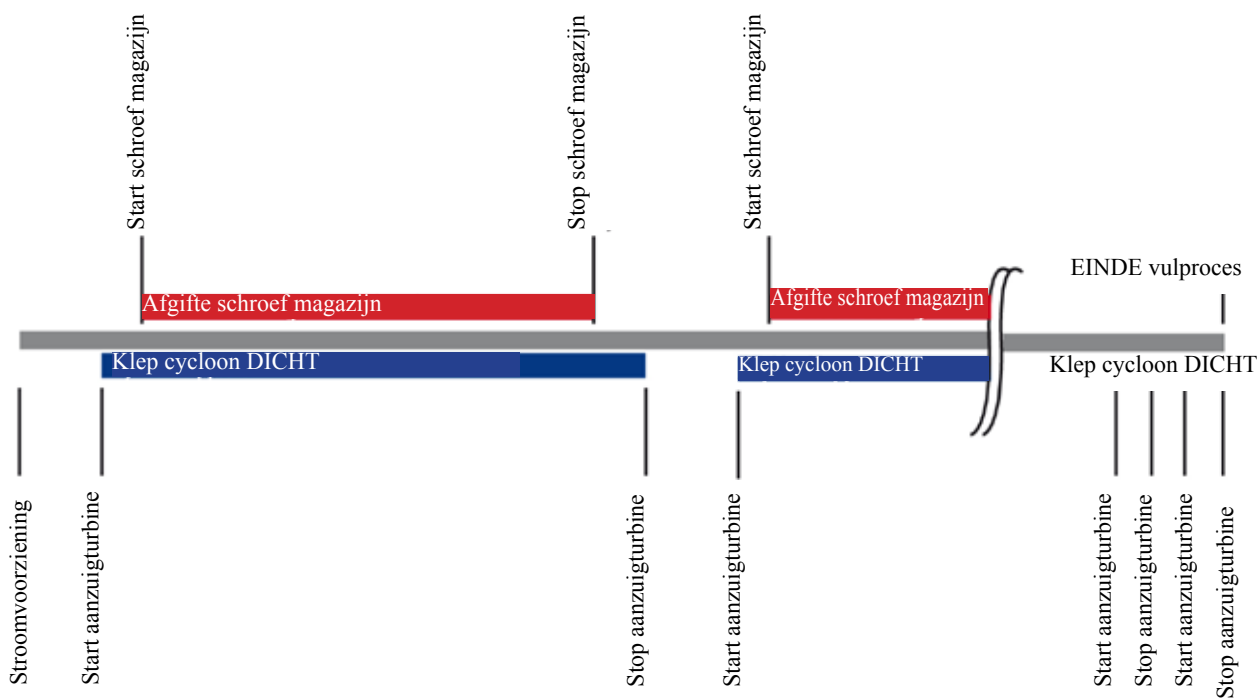 Start schroef magazijn
Stop schroef magazijn
Start schroef magazijn
EINDE vulproces
Afgifte schroef magazijn
Afgifte schroef magazijn
Klep cycloon DICHT
Klep cycloon DICHT
Klep cycloon DICHT
Stroomvorziening
Start aanzuigturbine
Stop aanzuigturbine
Start aanzuigturbine
Start aanzuigturbine
Stop aanzuigturbine
Start aanzuigturbine
Stop aanzuigturbine